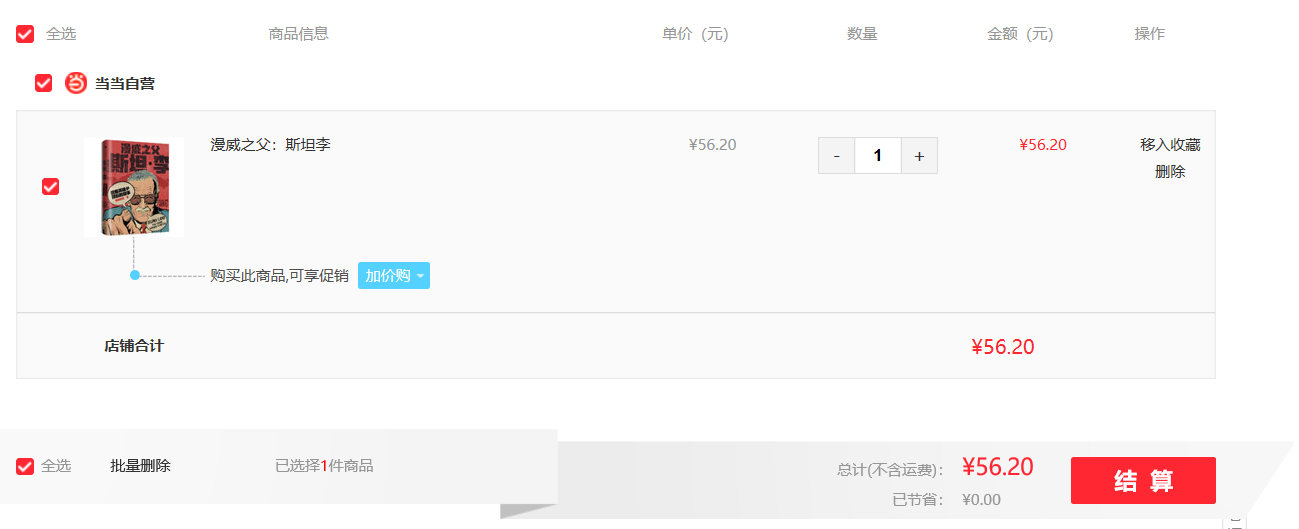 全选 商品信息 单价（元） 数量 金额（元） 操作
当当自营
漫威之父：斯坦李 ¥56.20 - 1 + ¥56.20 移入收藏
删除
漫威之父
斯坦·李
购买此商品,可享促销 加价购
店铺合计 ¥56.20
全选 批量删除 已选择1件商品 总计(不含运费)： ¥56.20 结 算
已节省： ¥0.00